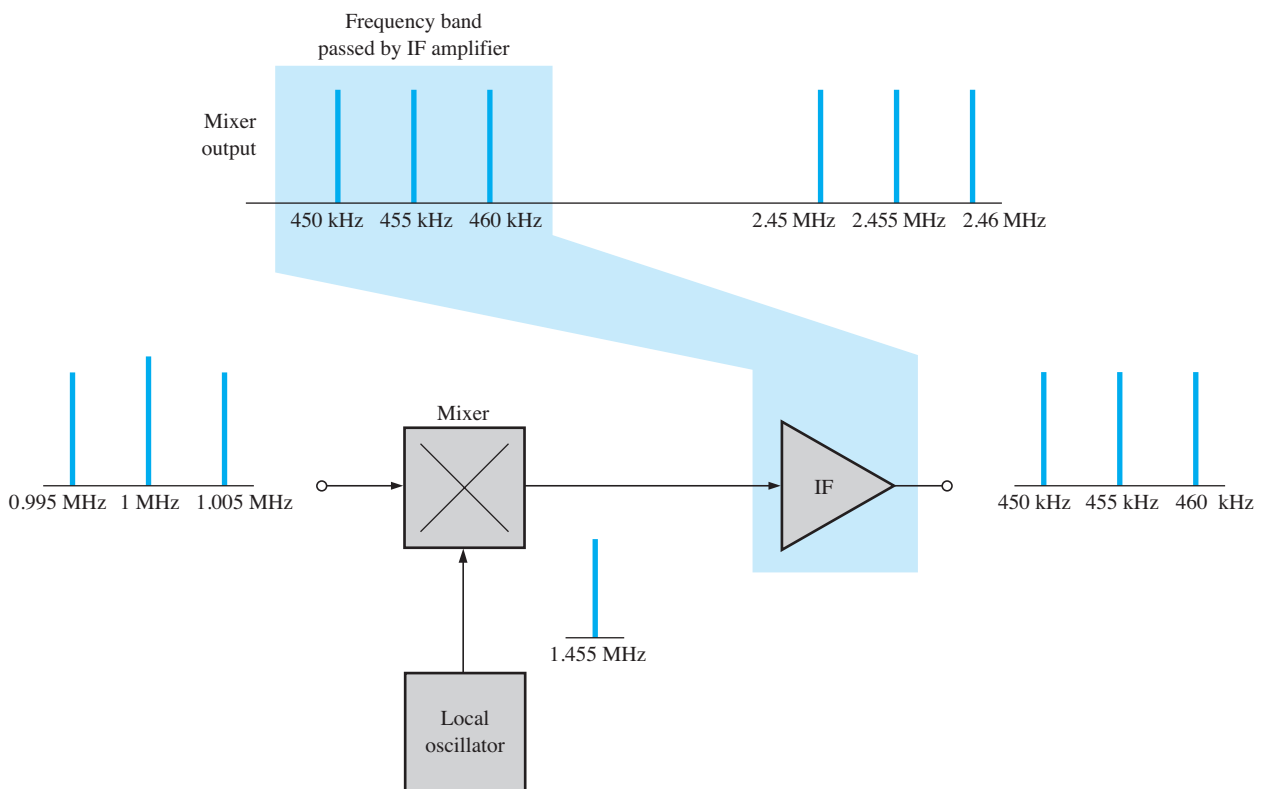 Frequency band
passed by IF amplifier
Mixer
output
450 kHz 455 kHz 460 kHz
2.45 MHz 2.455 MHz 2.46 MHz
Mixer
0.995 MHz 1 MHz 1.005 MHz
IF
450 kHz 455 kHz 460 kHz
1.455 MHz
Local
oscillator